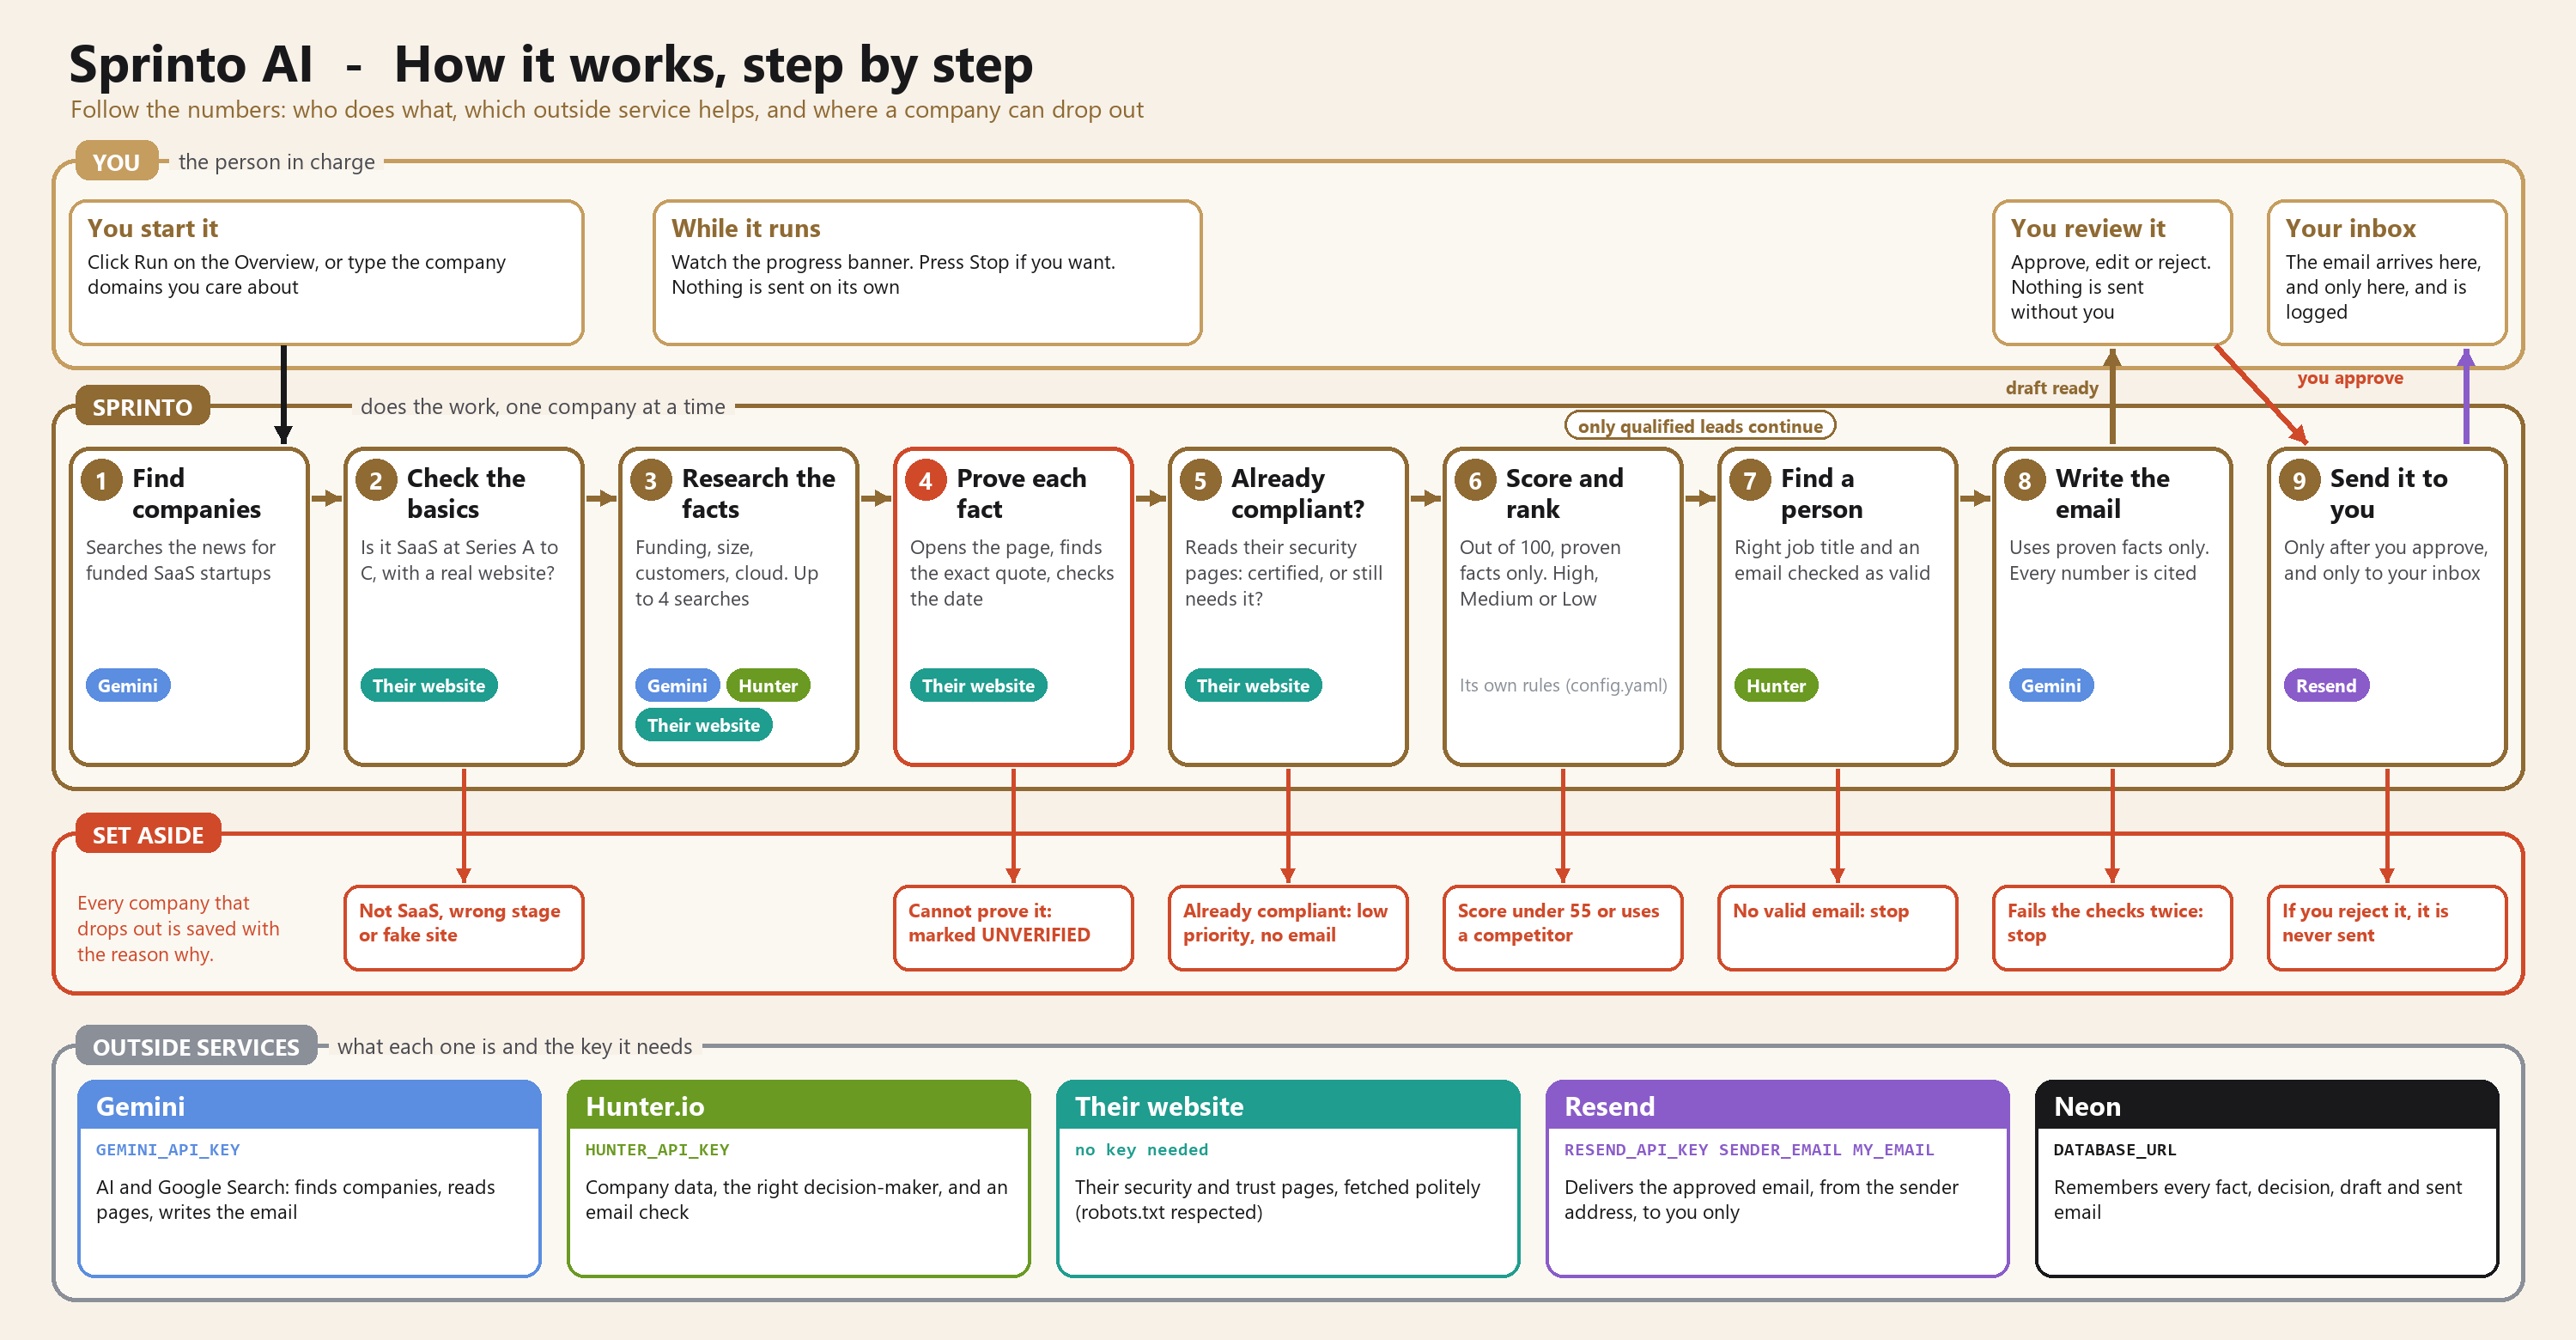 Sprinto AI - How it works, step by step
Follow the numbers: who does what, which outside service helps, and where a company can drop out
YOU
the person in charge
You start it
Click Run on the Overview, or type the company
domains you care about
While it runs
Watch the progress banner. Press Stop if you want.
Nothing is sent on its own
You review it
Approve, edit or reject.
Nothing is sent
without you
Your inbox
The email arrives here,
and only here, and is
logged
draft ready
you approve
SPRINTO
does the work, one company at a time
only qualified leads continue
1
Find
companies
Searches the news for
funded SaaS startups
Gemini
2
Check the
basics
Is it SaaS at Series A to
C, with a real website?
Their website
3
Research the
facts
Funding, size,
customers, cloud. Up
to 4 searches
Gemini
Hunter
Their website
4
Prove each
fact
Opens the page, finds
the exact quote, checks
the date
Their website
5
Already
compliant?
Reads their security
pages: certified, or still
needs it?
Their website
6
Score and
rank
Out of 100, proven
facts only. High,
Medium or Low
Its own rules (config.yaml)
7
Find a
person
Right job title and an
email checked as valid
Hunter
8
Write the
email
Uses proven facts only.
Every number is cited
Gemini
9
Send it to
you
Only after you approve,
and only to your inbox
Resend
SET ASIDE
Every company that
drops out is saved with
the reason why.
Not SaaS, wrong stage
or fake site
Cannot prove it:
marked UNVERIFIED
Already compliant: low
priority, no email
Score under 55 or uses
a competitor
No valid email: stop
Fails the checks twice:
stop
If you reject it, it is
never sent
OUTSIDE SERVICES
what each one is and the key it needs
Gemini
GEMINI_API_KEY
AI and Google Search: finds companies, reads
pages, writes the email
Hunter.io
HUNTER_API_KEY
Company data, the right decision-maker, and an
email check
Their website
no key needed
Their security and trust pages, fetched politely
(robots.txt respected)
Resend
RESEND_API_KEY SENDER_EMAIL MY_EMAIL
Delivers the approved email, from the sender
address, to you only
Neon
DATABASE_URL
Remembers every fact, decision, draft and sent
email